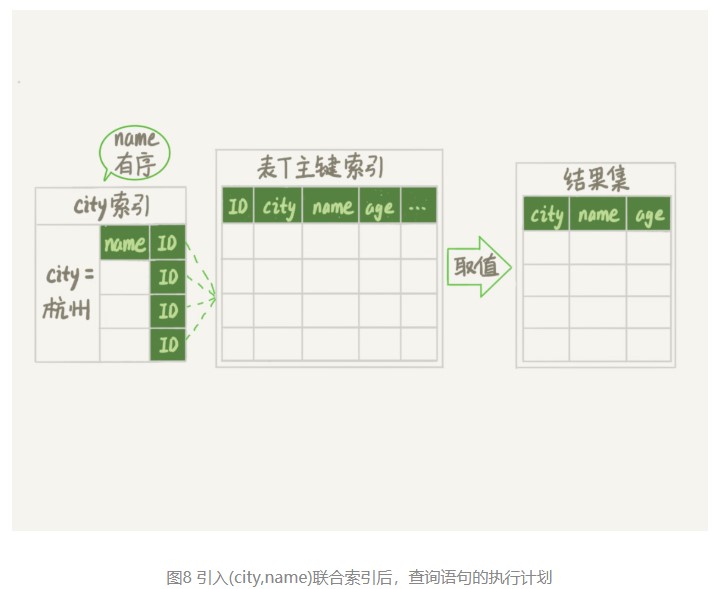 name
有序
city索引
name ID
city =
杭州
ID
ID
ID
表T主键索引
ID city name age ...
取值
结果集
city name age
图8 引入(city,name)联合索引后，查询语句的执行计划